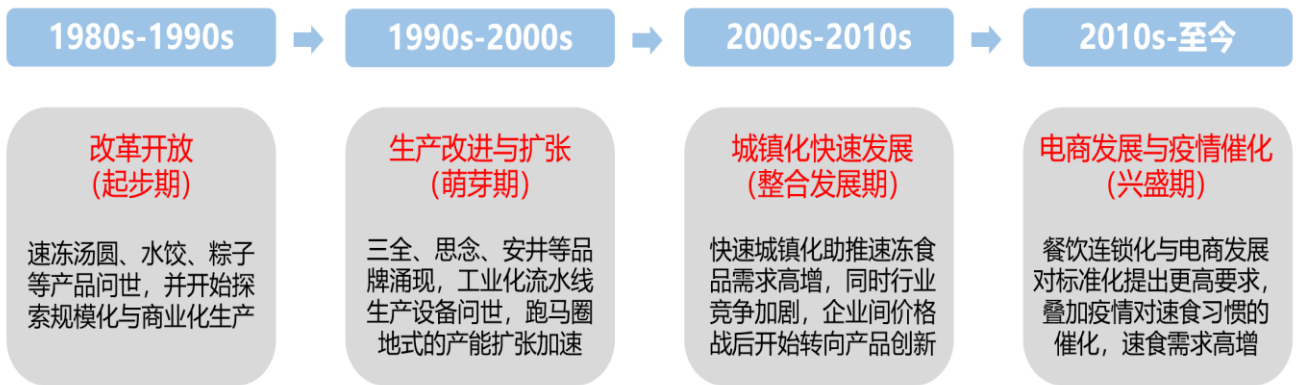 1980s-1990s
1990s-2000s
2000s-2010s
2010s-至今
改革开放
(起步期)
速冻汤圆、水饺、粽子
等产品问世，并开始探
索规模化与商业化生产
生产改进与扩张
(萌芽期)
三全、思念、安井等品
牌涌现，工业化流水线
生产设备问世，跑马圈
地式的产能扩张加速
城镇化快速发展
(整合发展期)
快速城镇化助推速冻食
品需求高增，同时行业
竞争加剧，企业间价格
战后开始转向产品创新
电商发展与疫情催化
(兴盛期)
餐饮连锁化与电商发展
对标准化提出更高要求，
叠加疫情对速食习惯的
催化，速食需求高增